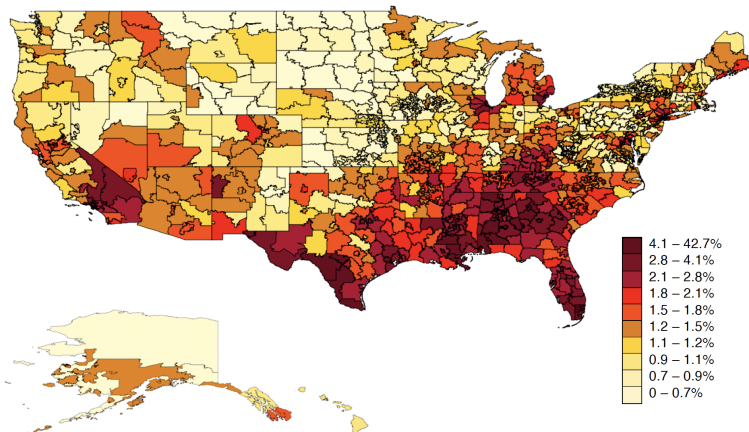 4.1 – 42.7%
2.8 – 4.1%
2.1 – 2.8%
1.8 – 2.1%
1.5 – 1.8%
1.2 – 1.5%
1.1 – 1.2%
0.9 – 1.1%
0.7 – 0.9%
0 – 0.7%